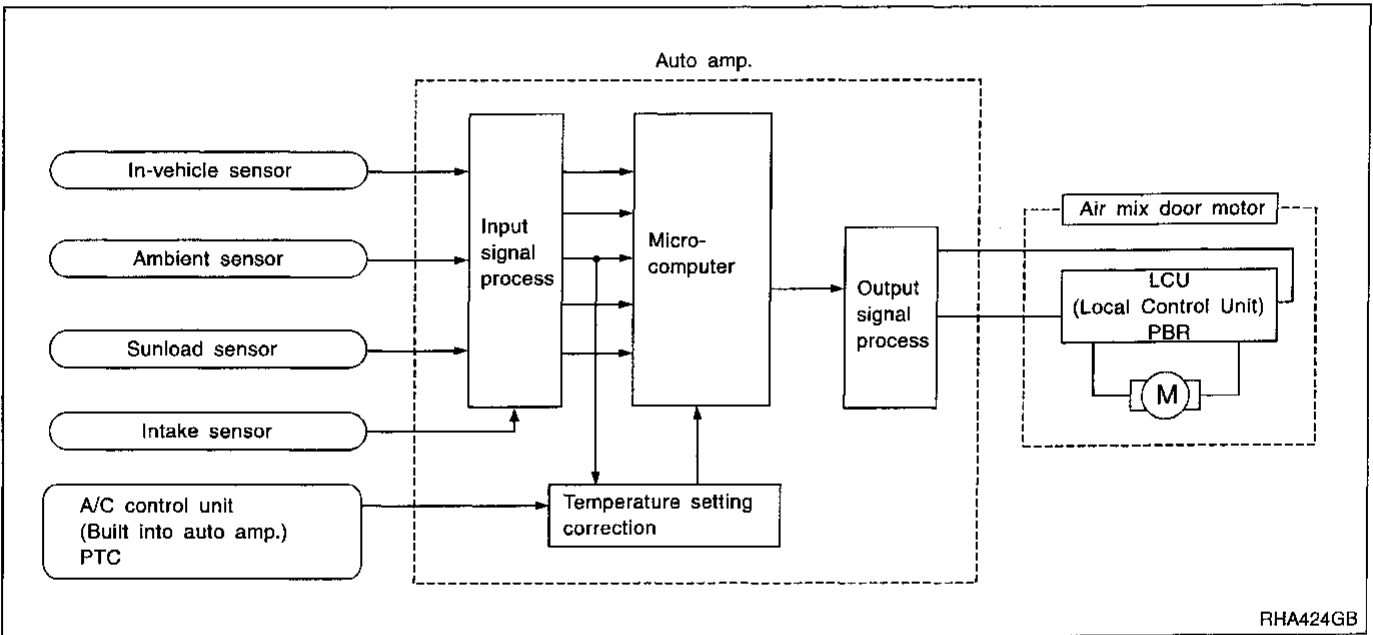 Auto amp.
In-vehicle sensor
Ambient sensor
Sunload sensor
Intake sensor
A/C control unit
(Built into auto amp.)
PTC
Input
signal
process
Micro-
computer
Temperature setting
correction
Output
signal
process
Air mix door motor
LCU
(Local Control Unit)
PBR
M
RHA424GB